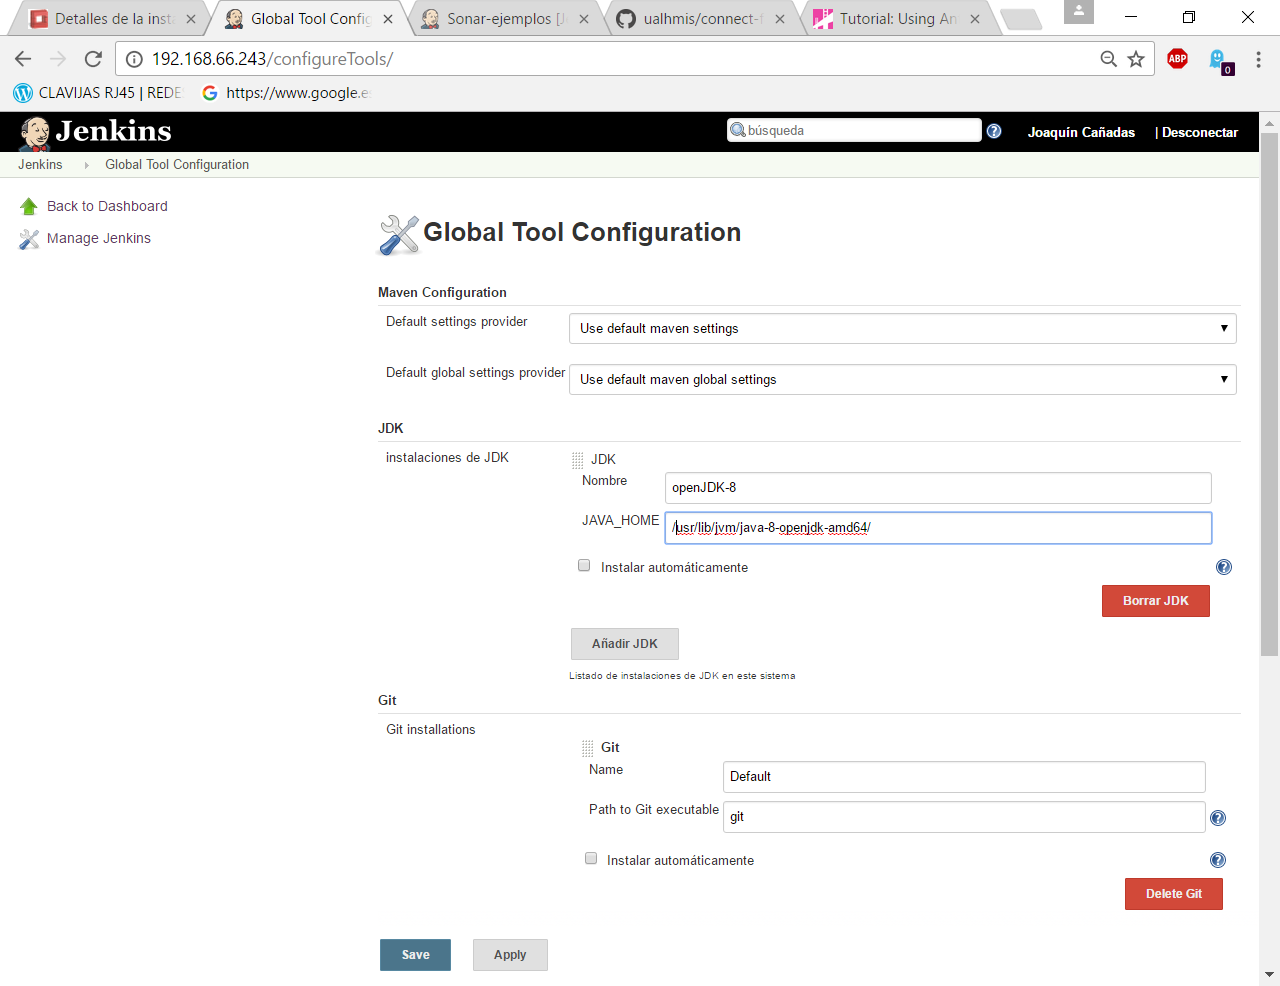 Detalles de la inst
Global Tool Config
Sonar-ejemplos [J
ualhmis/connect-f
Tutorial: Using An
192.168.66.243/configureTools/
ABP
0
CLAVIJAS RJ45 | REDE
https://www.google.es
Jenkins
búsqueda
Joaquín Cañadas
| Desconectar
Jenkins
Global Tool Configuration
Back to Dashboard
Manage Jenkins
Global Tool Configuration
Maven Configuration
Default settings provider
Use default maven settings
Default global settings provider
Use default maven global settings
JDK
instalaciones de JDK
JDK
Nombre
openJDK-8
JAVA_HOME
/usr/lib/jvm/java-8-openjdk-amd64/
Instalar automáticamente
Borrar JDK
Añadir JDK
Listado de instalaciones de JDK en este sistema
Git
Git installations
Git
Name
Default
Path to Git executable
git
Instalar automáticamente
Delete Git
Save
Apply